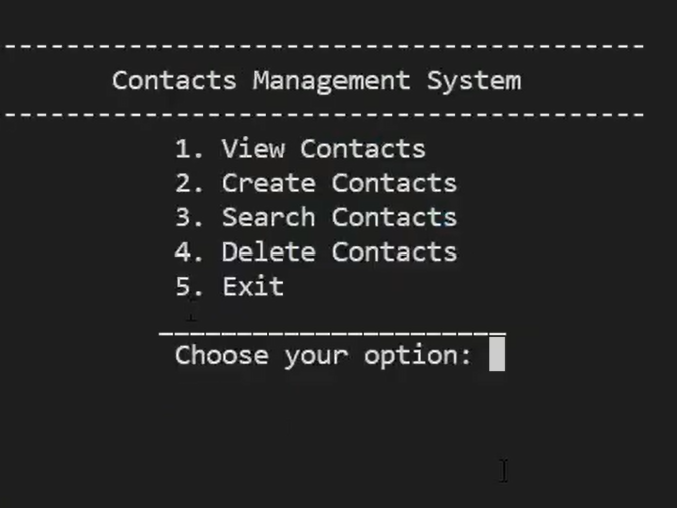 Contacts Management System
1. View Contacts
2. Create Contacts
3. Search Contacts
4. Delete Contacts
5. Exit
Choose your option: